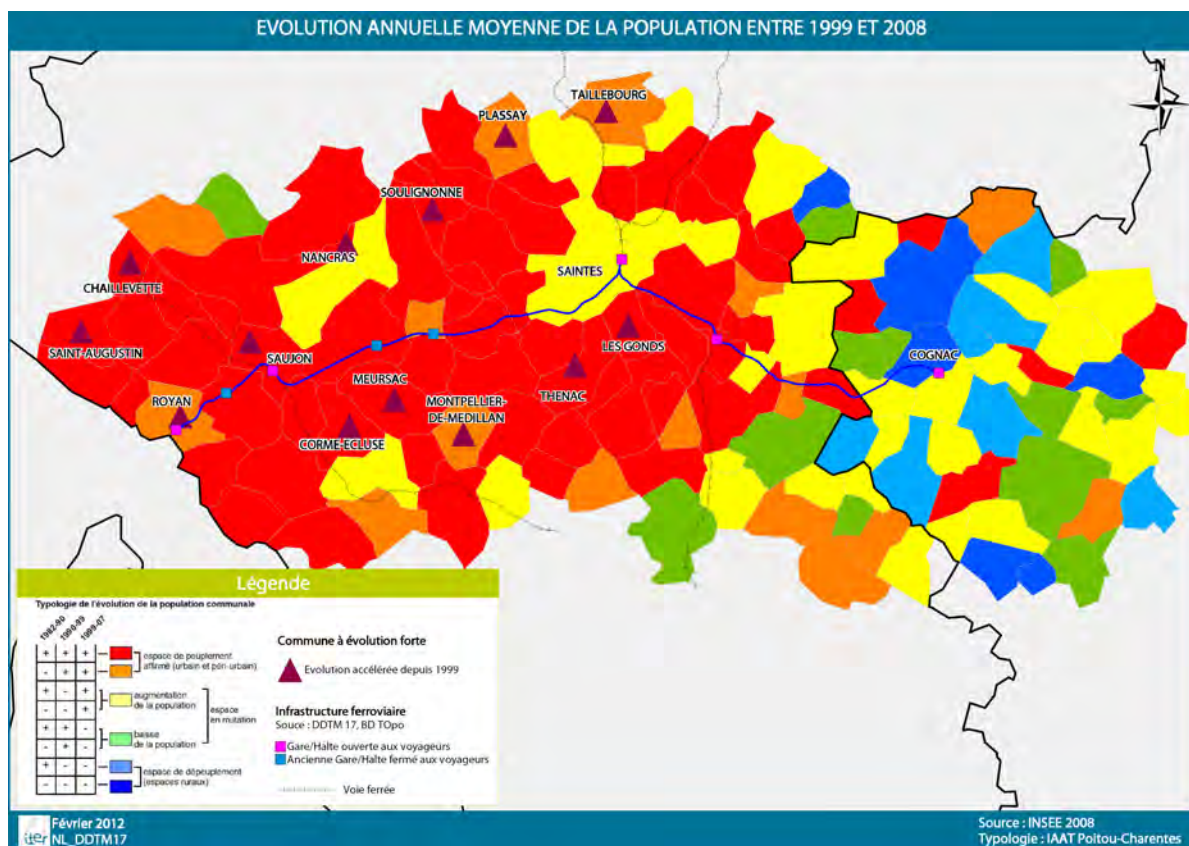 EVOLUTION ANNUELLE MOYENNE DE LA POPULATION ENTRE 1999 ET 2008
N
TAILLEBOURG
PLASSAY
SOULIGNONNE
NANCRAS
SAINTES
CHAILLEVETTE
SAINT-AUGUSTIN
SAUJON
LES GONDS
COGNAC
MEURSAC
THENAC
ROYAN
MONTPELLIER-
DE-MEDILLAN
CORME-ECLUSE
Légende
Typologie de l'évolution de la population communale
1982-90
1990-99
1999-07
+ + +
- + +
+ - +
- - +
+ + -
- + -
+ - -
- - -
espace de peuplement
affirmé (urbain et péri-urbain)
augmentation
de la population
espace
en mutation
baisse
de la population
espace de dépeuplement
(espaces ruraux)
Commune à évolution forte
Evolution accélérée depuis 1999
Infrastructure ferroviaire
Souce : DDTM 17, BD TOpo
Gare/Halte ouverte aux voyageurs
Ancienne Gare/Halte fermé aux voyageurs
Voie ferrée
iter
Février 2012
NL_DDTM17
Source : INSEE 2008
Typologie : IAAT Poitou-Charentes